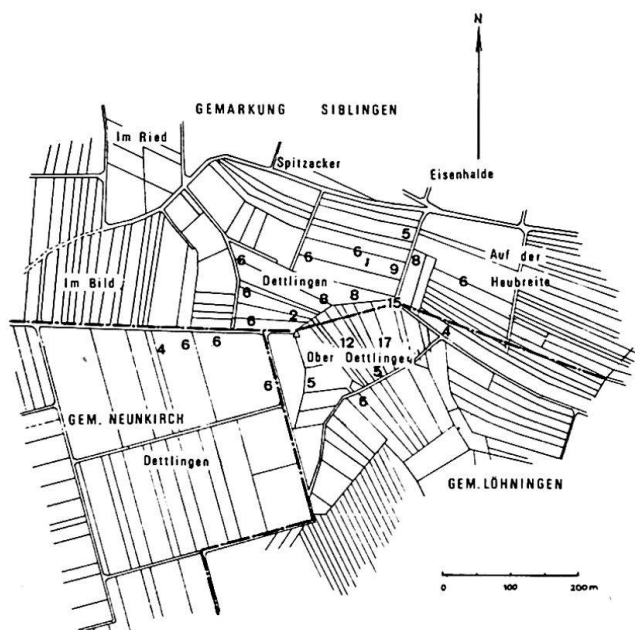 N
GEMARKUNG SIBLINGEN
Im Ried
Spitzacker
Eisenhalde
5
Auf der
6
6
8
6
9
6
Heubreite
Dettlingen
Im Bild
6
8
8
15
2
6
4
6
6
12
17
4
Ober Dettlingen
5
5
6
6
GEM. NEUNKIRCH
Dettlingen
GEM. LÖHNINGEN
0 100 200 m